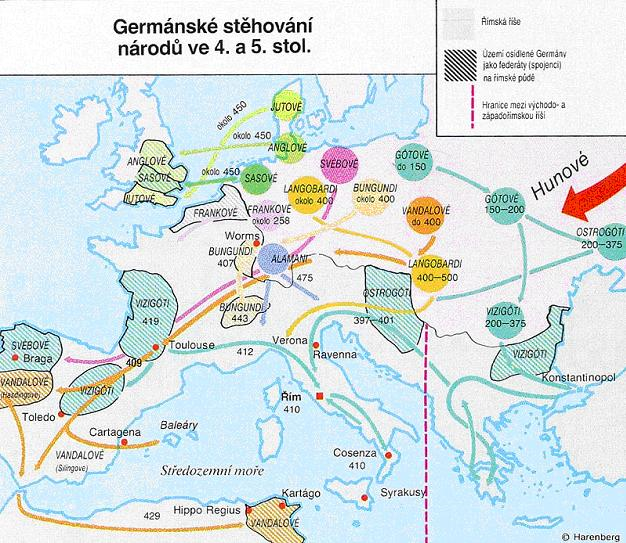 Germánské stěhování
národů ve 4. a 5. stol.
Římská říše
Území osidlené Germány
jako federáty (spojenci)
na římské půdě
Hranice mezi východo- a
západořímskou říší
JUTOVÉ
okolo 450
okolo 450
ANGLOVÉ
okolo 450
SASOVÉ
ANGLOVÉ
SASOVÉ
JUTOVÉ
SVÉBOVÉ
GÓTOVÉ
do 150
Hunové
LANGOBARDI
okolo 400
BUNGUNDI
okolo 400
VANDALOVÉ
do 400
GÓTOVÉ
150–200
OSTROGÓTI
200–375
FRANKOVÉ
FRANKOVÉ
okolo 258
Worms
BUNGUNDI
407
ALAMANI
475
LANGOBARDI
400–500
OSTROGÓTI
397–401
VIZIGÓTI
200–375
VIZIGÓTI
419
BUNGUNDI
443
Verona
Ravenna
VIZIGÓTI
Konstantinopol
SVÉBOVÉ
Braga
Toulouse
412
409
VANDALOVÉ
(Hasdingové)
VIZIGÓTI
Řím
410
Toledo
Cartagena
Baleáry
VANDALOVÉ
(Silingové)
Středozemní moře
Cosenza
410
Syrakusy
429
Hippo Regius
Kartágo
VANDALOVÉ
© Harenberg